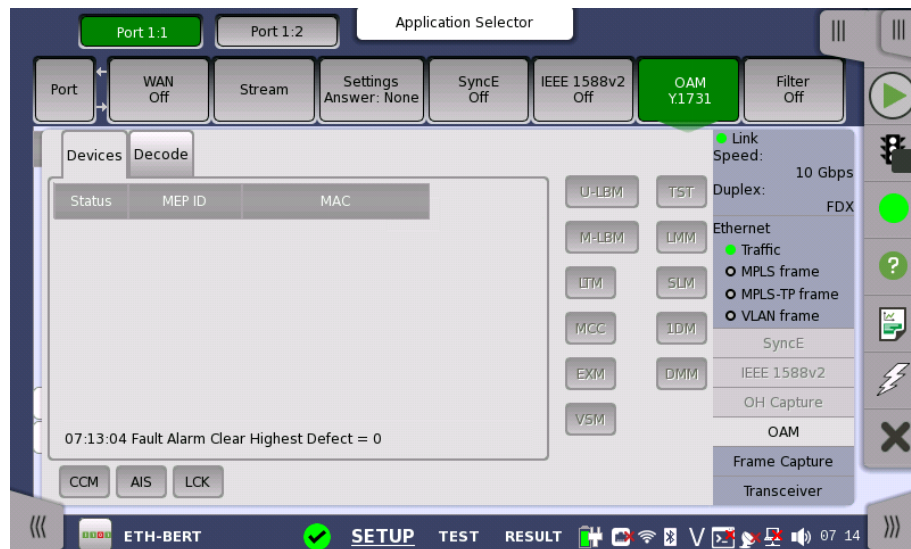 Application Selector
Port 1:1
Port 1:2
Port
WAN
Off
Stream
Settings
Answer: None
SyncE
Off
IEEE 1588v2
Off
OAM
Y.1731
Filter
Off
Devices
Decode
Status
MEP ID
MAC
07:13:04 Fault Alarm Clear Highest Defect = 0
CCM
AIS
LCK
U-LBM
TST
M-LBM
LMM
LTM
SLM
MCC
1DM
EXM
DMM
VSM
Link
Speed:
10 Gbps
Duplex:
FDX
Ethernet
Traffic
MPLS frame
MPLS-TP frame
VLAN frame
SyncE
IEEE 1588v2
OH Capture
OAM
Frame Capture
Transceiver
ETH-BERT
SETUP
TEST
RESULT
07 14